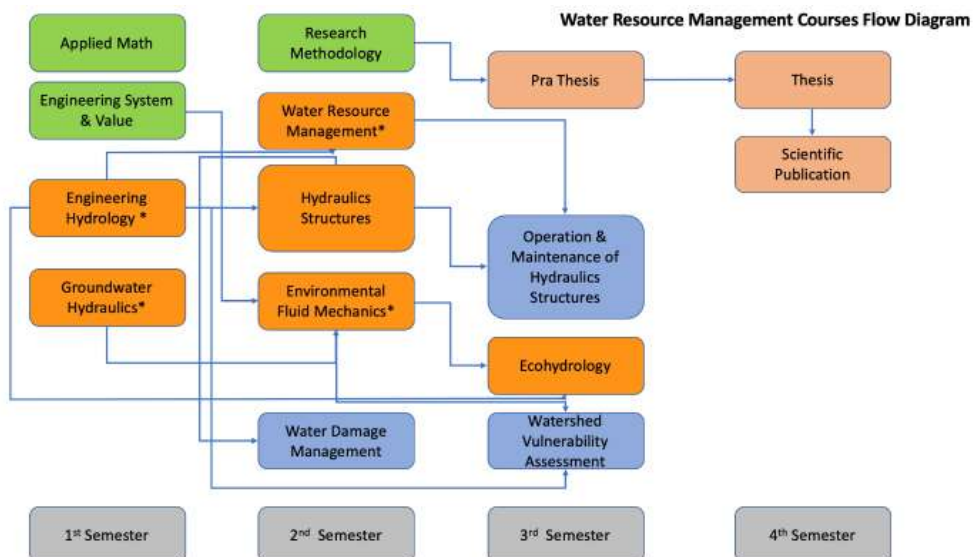 Water Resource Management Courses Flow Diagram
Applied Math
Research
Methodology
Pra Thesis
Thesis
Engineering System
& Value
Water Resource
Management*
Scientific
Publication
Engineering
Hydrology *
Hydraulics
Structures
Operation &
Maintenance of
Hydraulics
Structures
Groundwater
Hydraulics*
Environmental
Fluid Mechanics*
Ecohydrology
Water Damage
Management
Watershed
Vulnerability
Assessment
1st Semester
2nd Semester
3rd Semester
4th Semester